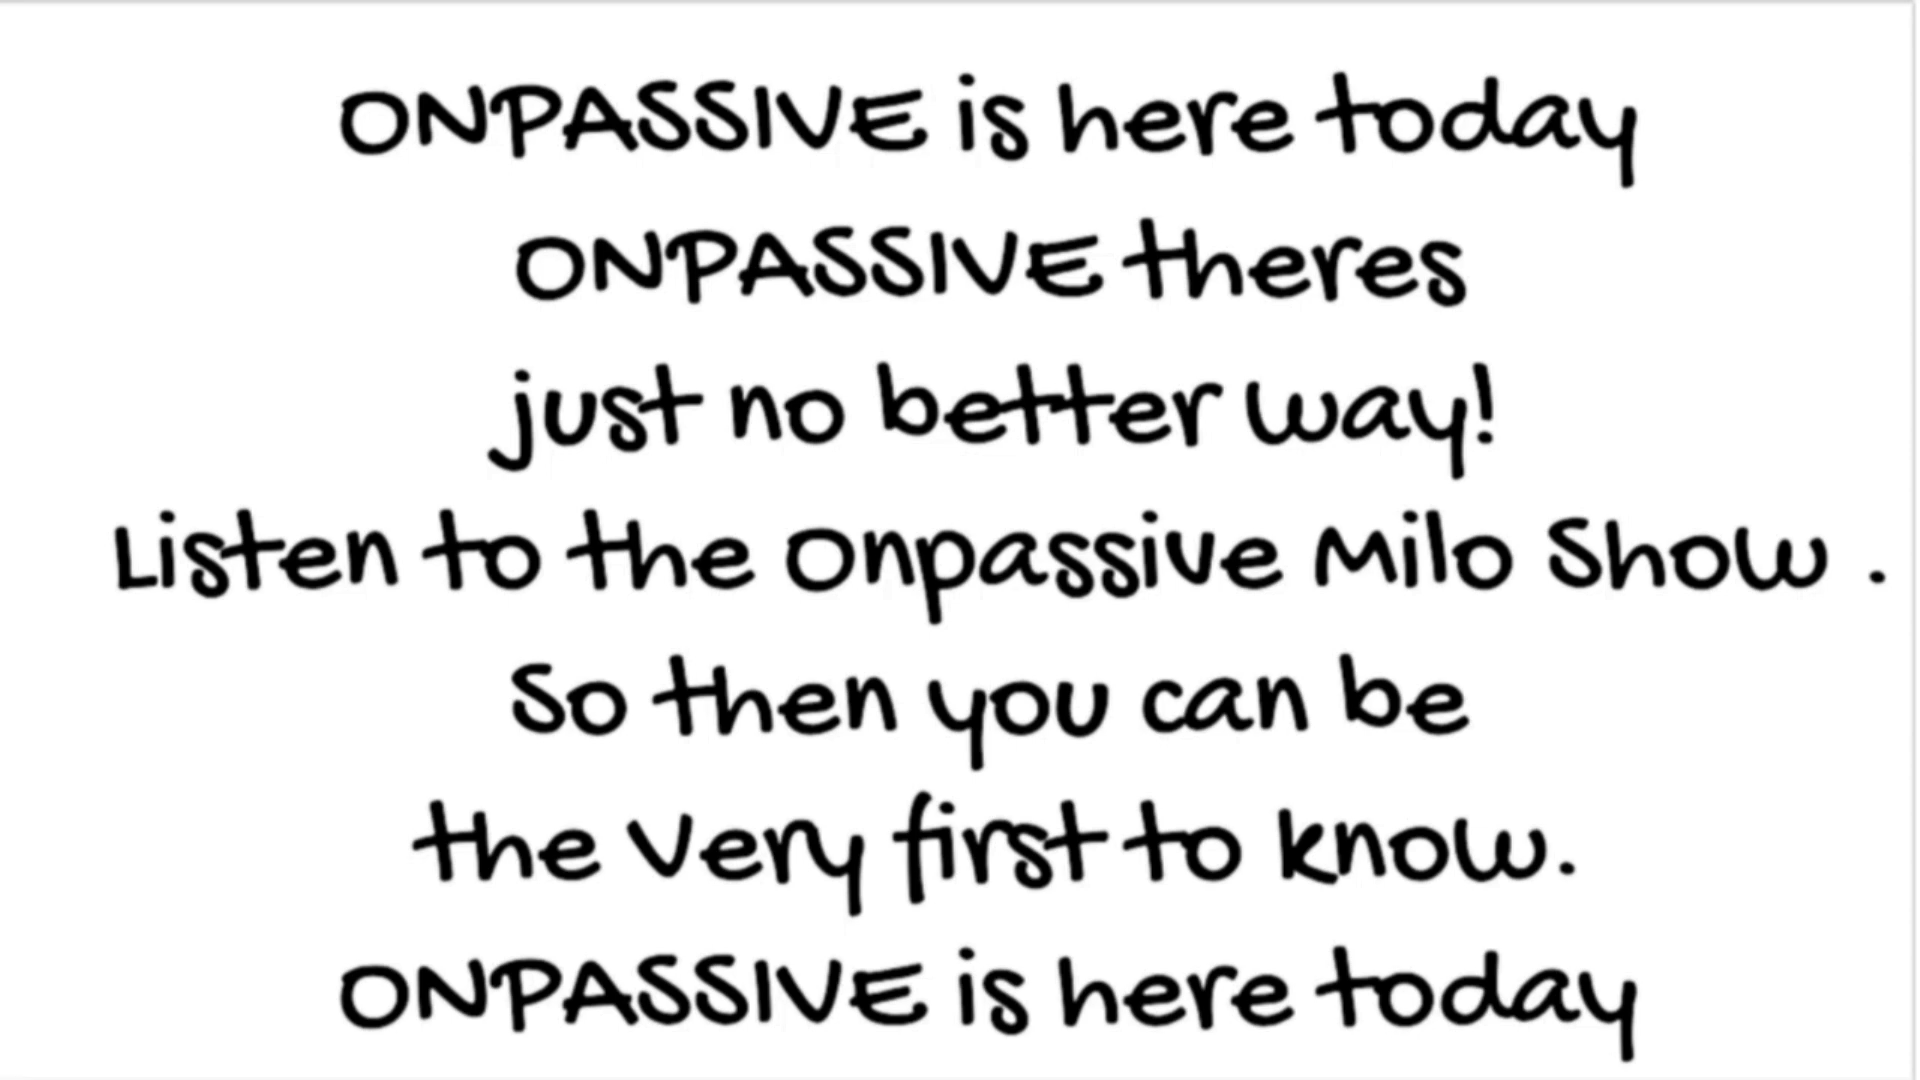 ONPASSIVE is here today
ONPASSIVE theres
just no better way!
Listen to the Onpassive Milo Show .
So then you can be
the very first to know.
ONPASSIVE is here today